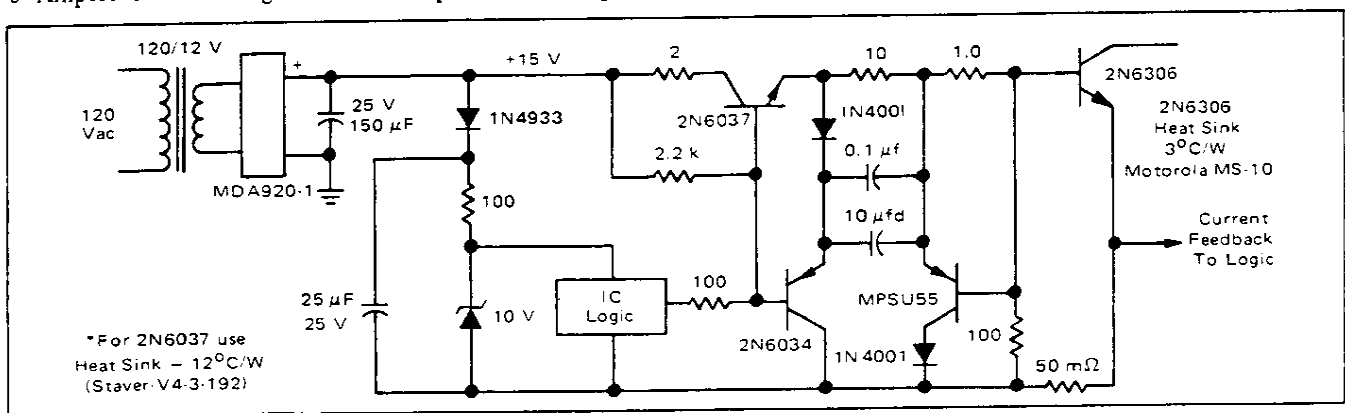 120/12 V
120
Vac
MDA920-1
+
25 V
150 µF
+15 V
1N4933
100
25 µF
25 V
10 V
IC
Logic
100
2
2N6037
2.2 k
1N4001
0.1 µf
10 µfd
10
1.0
2N6034
MPSU55
1N4001
100
50 mΩ
2N6306
2N6306
Heat Sink
3°C/W
Motorola MS-10
Current
Feedback
To Logic
*For 2N6037 use
Heat Sink – 12°C/W
(Staver-V4-3-192)